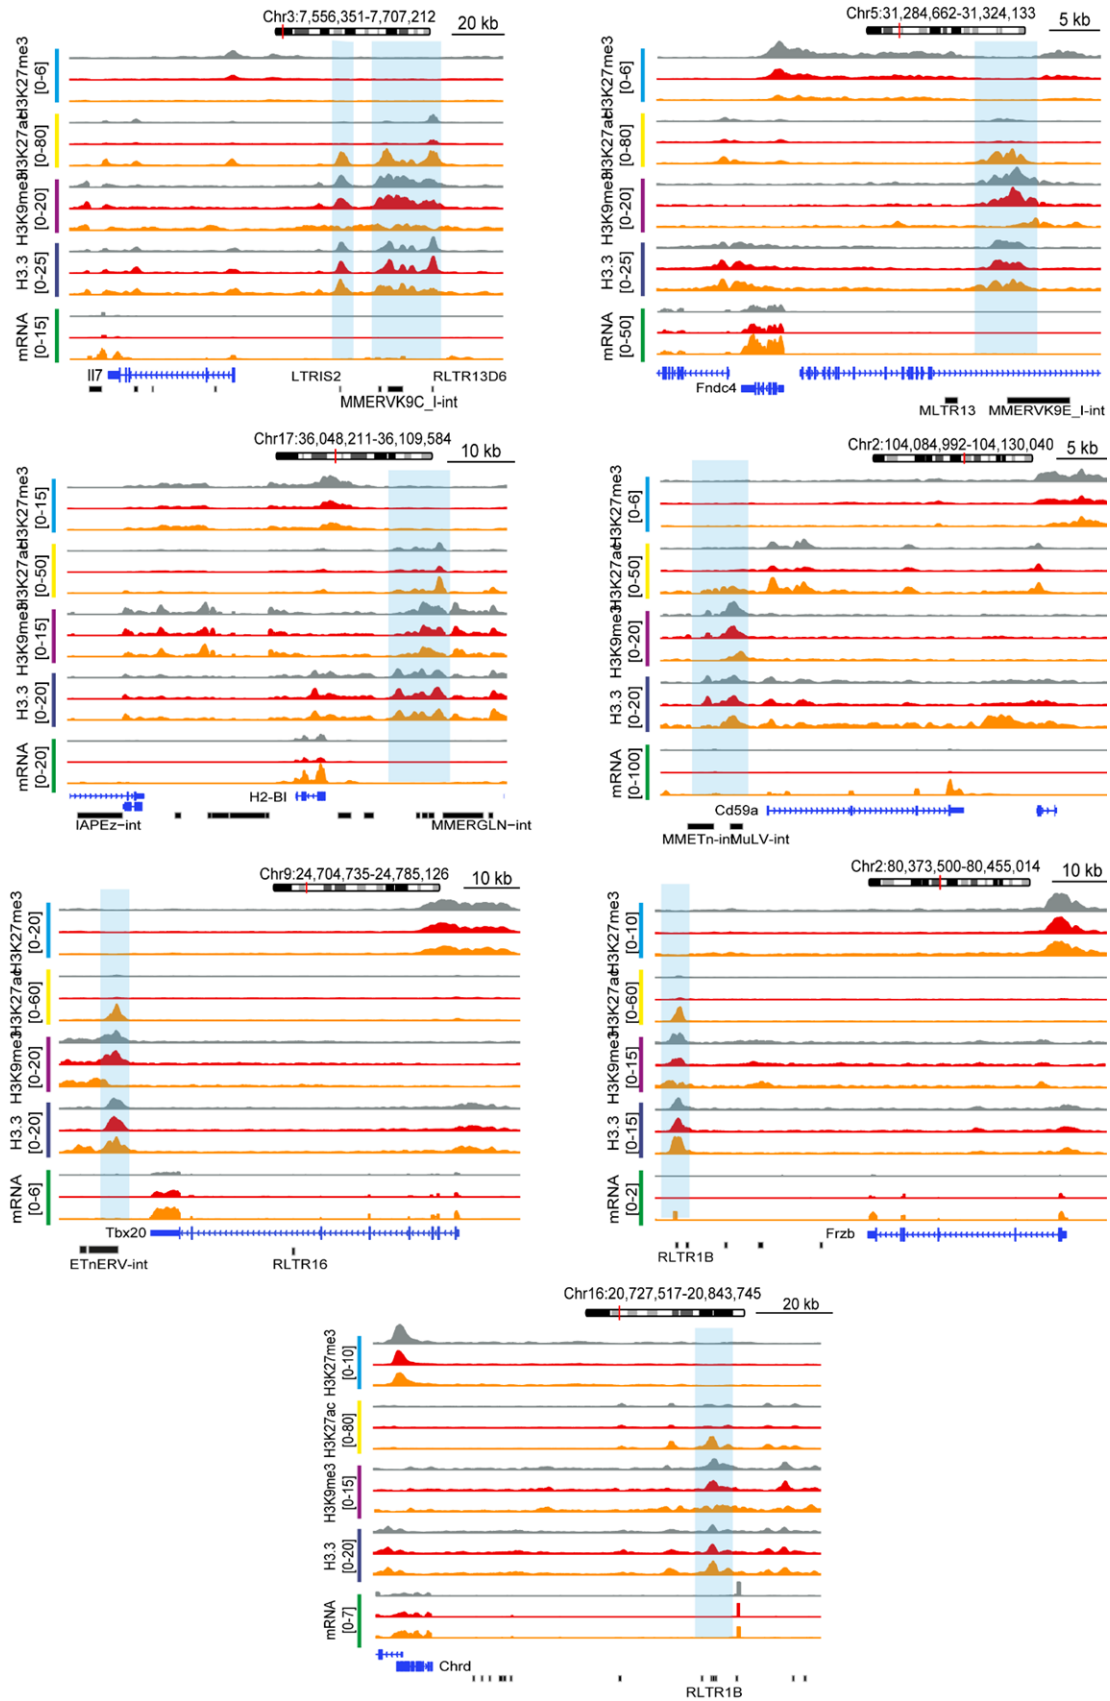 Chr3:7,556,351-7,707,212
20 kb
H3K27me3
[0-6]
H3K27ac
[0-80]
H3K9me3
[0-20]
H3.3
[0-25]
mRNA
[0-15]
Il7
LTRIS2
RLTR13D6
MMERVK9C_I-int
Chr5:31,284,662-31,324,133
5 kb
H3K27me3
[0-6]
H3K27ac
[0-80]
H3K9me3
[0-20]
H3.3
[0-25]
mRNA
[0-50]
Fndc4
MLTR13
MMERVK9E_I-int
Chr17:36,048,211-36,109,584
10 kb
H3K27me3
[0-15]
H3K27ac
[0-50]
H3K9me3
[0-15]
H3.3
[0-20]
mRNA
[0-20]
H2-Bl
IAPEz-int
MMERGLN-int
Chr2:104,084,992-104,130,040
5 kb
H3K27me3
[0-6]
H3K27ac
[0-50]
H3K9me3
[0-20]
H3.3
[0-20]
mRNA
[0-100]
Cd59a
MMETn-int
MuLV-int
Chr9:24,704,735-24,785,126
10 kb
H3K27me3
[0-20]
H3K27ac
[0-60]
H3K9me3
[0-20]
H3.3
[0-20]
mRNA
[0-6]
Tbx20
ETnERV-int
RLTR16
Chr2:80,373,500-80,455,014
10 kb
H3K27me3
[0-10]
H3K27ac
[0-60]
H3K9me3
[0-15]
H3.3
[0-15]
mRNA
[0-2]
Frzb
RLTR1B
Chr16:20,727,517-20,843,745
20 kb
H3K27me3
[0-10]
H3K27ac
[0-80]
H3K9me3
[0-15]
H3.3
[0-20]
mRNA
[0-7]
Chrd
RLTR1B